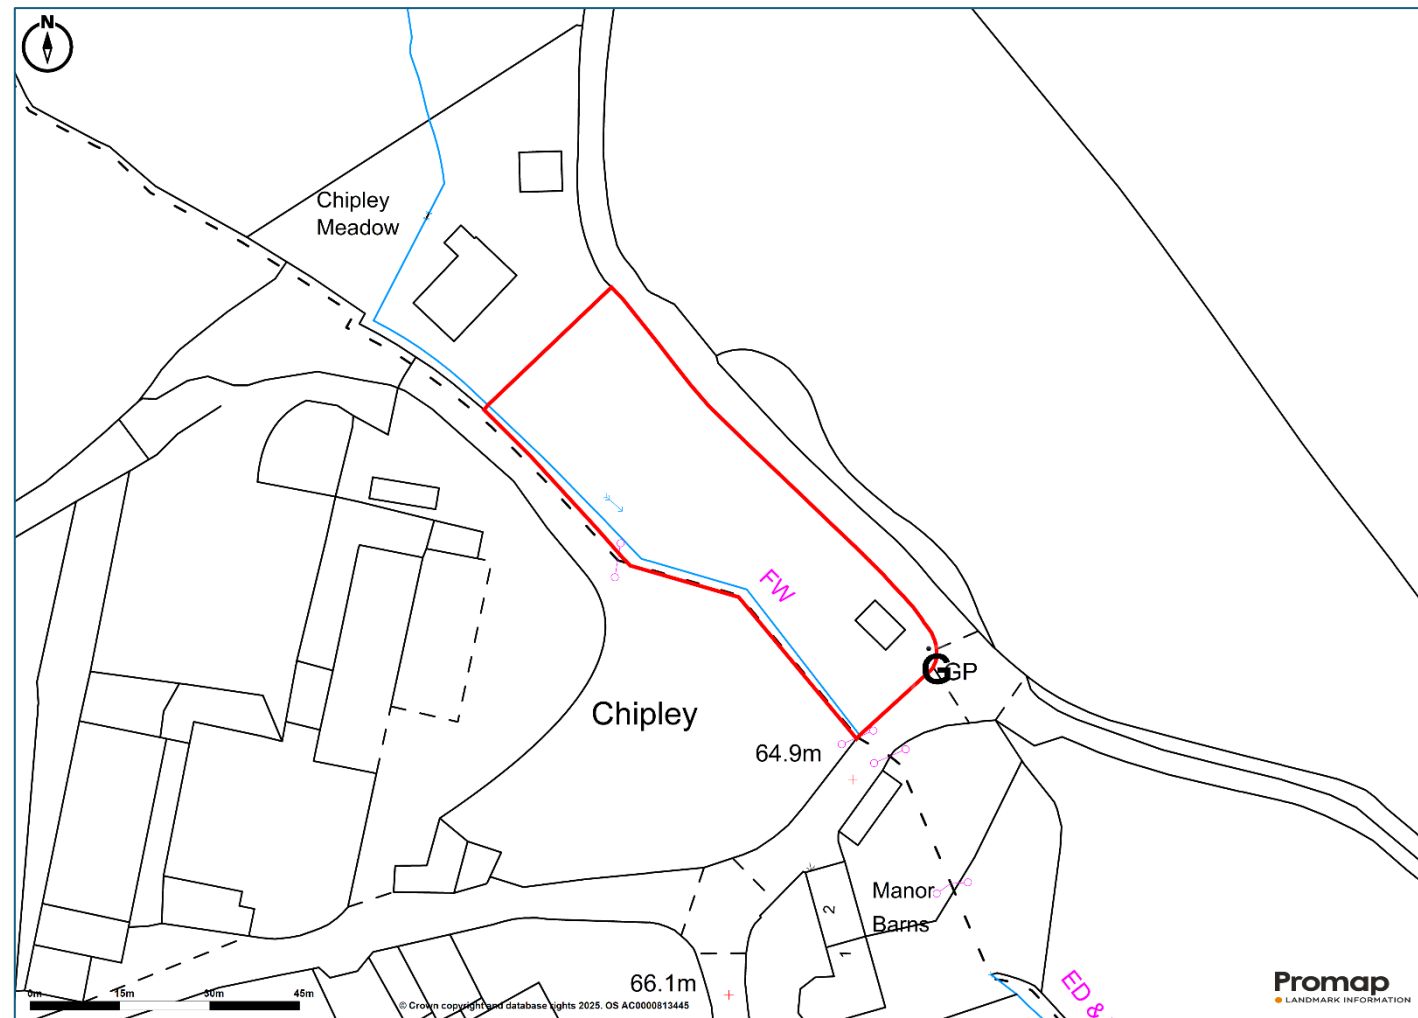 N
Chipley
Meadow
FW
G
GP
Chipley
64.9m
Manor
Barns
2
1
66.1m
ED &
0m 15m 30m 45m
© Crown copyright and database rights 2025. OS AC0000813445
Promap
LANDMARK INFORMATION